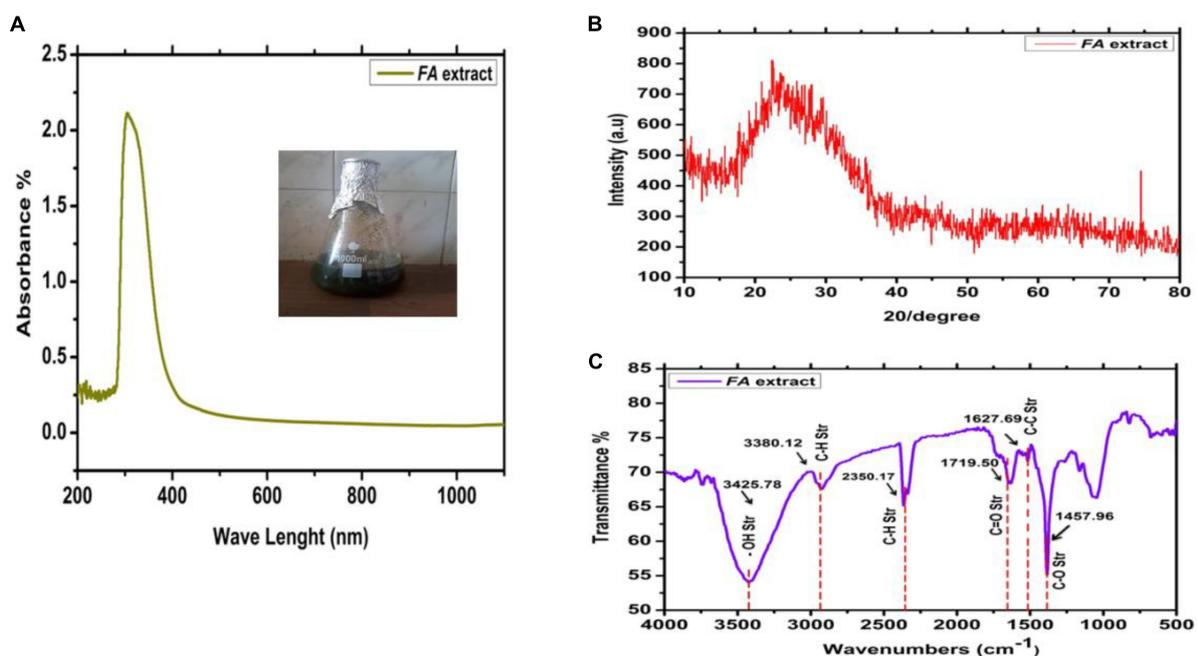 A
2.5
2.0
1.5
1.0
0.5
0.0
Absorbance %
FA extract
1000ml
200 400 600 800 1000
Wave Lenght (nm)
B
900
800
700
600
500
400
300
200
100
Intensity (a.u)
FA extract
10 20 30 40 50 60 70 80
20/degree
C
85
80
75
70
65
60
55
50
Transmittance %
FA extract
3425.78
- OH Str
3380.12
C-H Str
2350.17
C-H Str
1719.50
C=O Str
1627.69
C-C Str
1457.96
C-O Str
4000 3500 3000 2500 2000 1500 1000 500
Wavenumbers (cm-1)